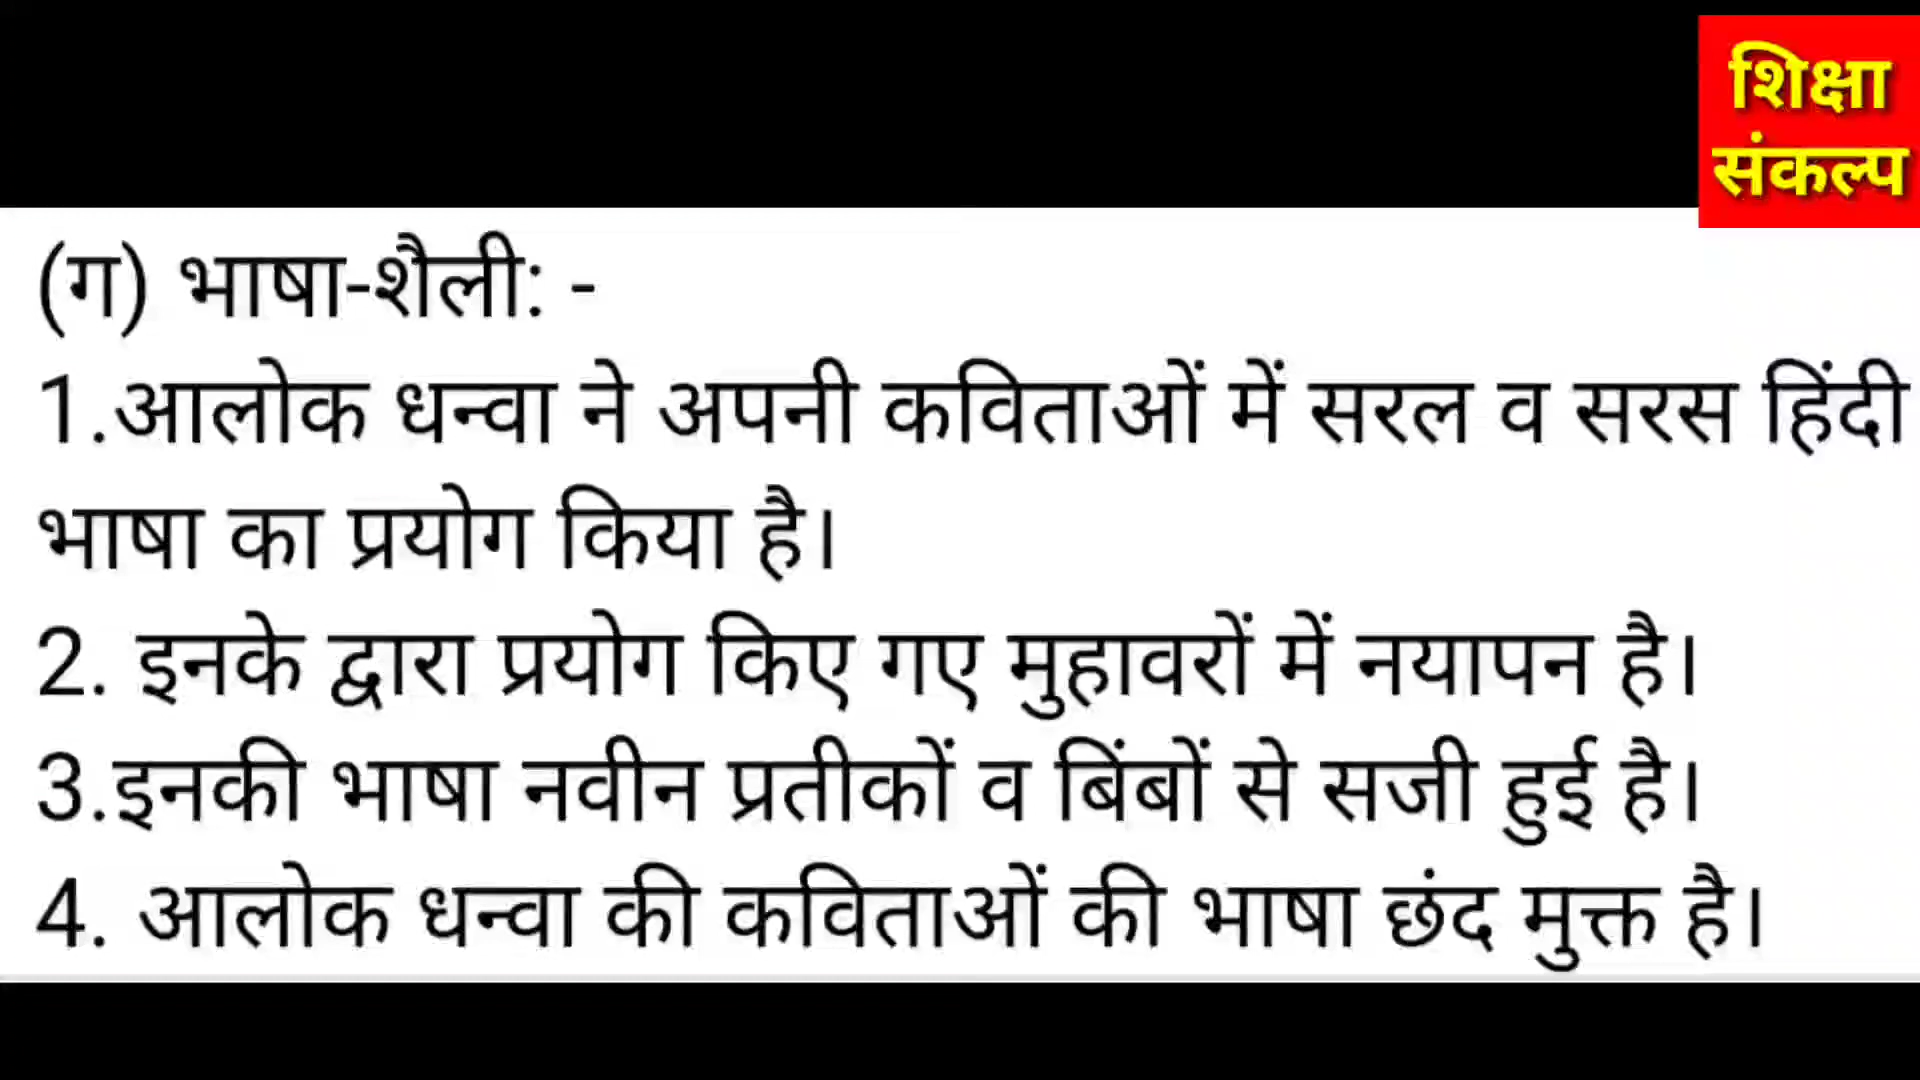 शिक्षा
संकल्प
(ग) भाषा-शैली: -
1.आलोक धन्वा ने अपनी कविताओं में सरल व सरस हिंदी
भाषा का प्रयोग किया है।
2. इनके द्वारा प्रयोग किए गए मुहावरों में नयापन है।
3.इनकी भाषा नवीन प्रतीकों व बिंबों से सजी हुई है।
4. आलोक धन्वा की कविताओं की भाषा छंद मुक्त है।